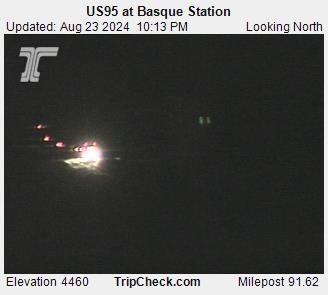 US95 at Basque Station
Updated: Aug 23 2024 10:13 PM Looking North
Elevation 4460 TripCheck.com Milepost 91.62